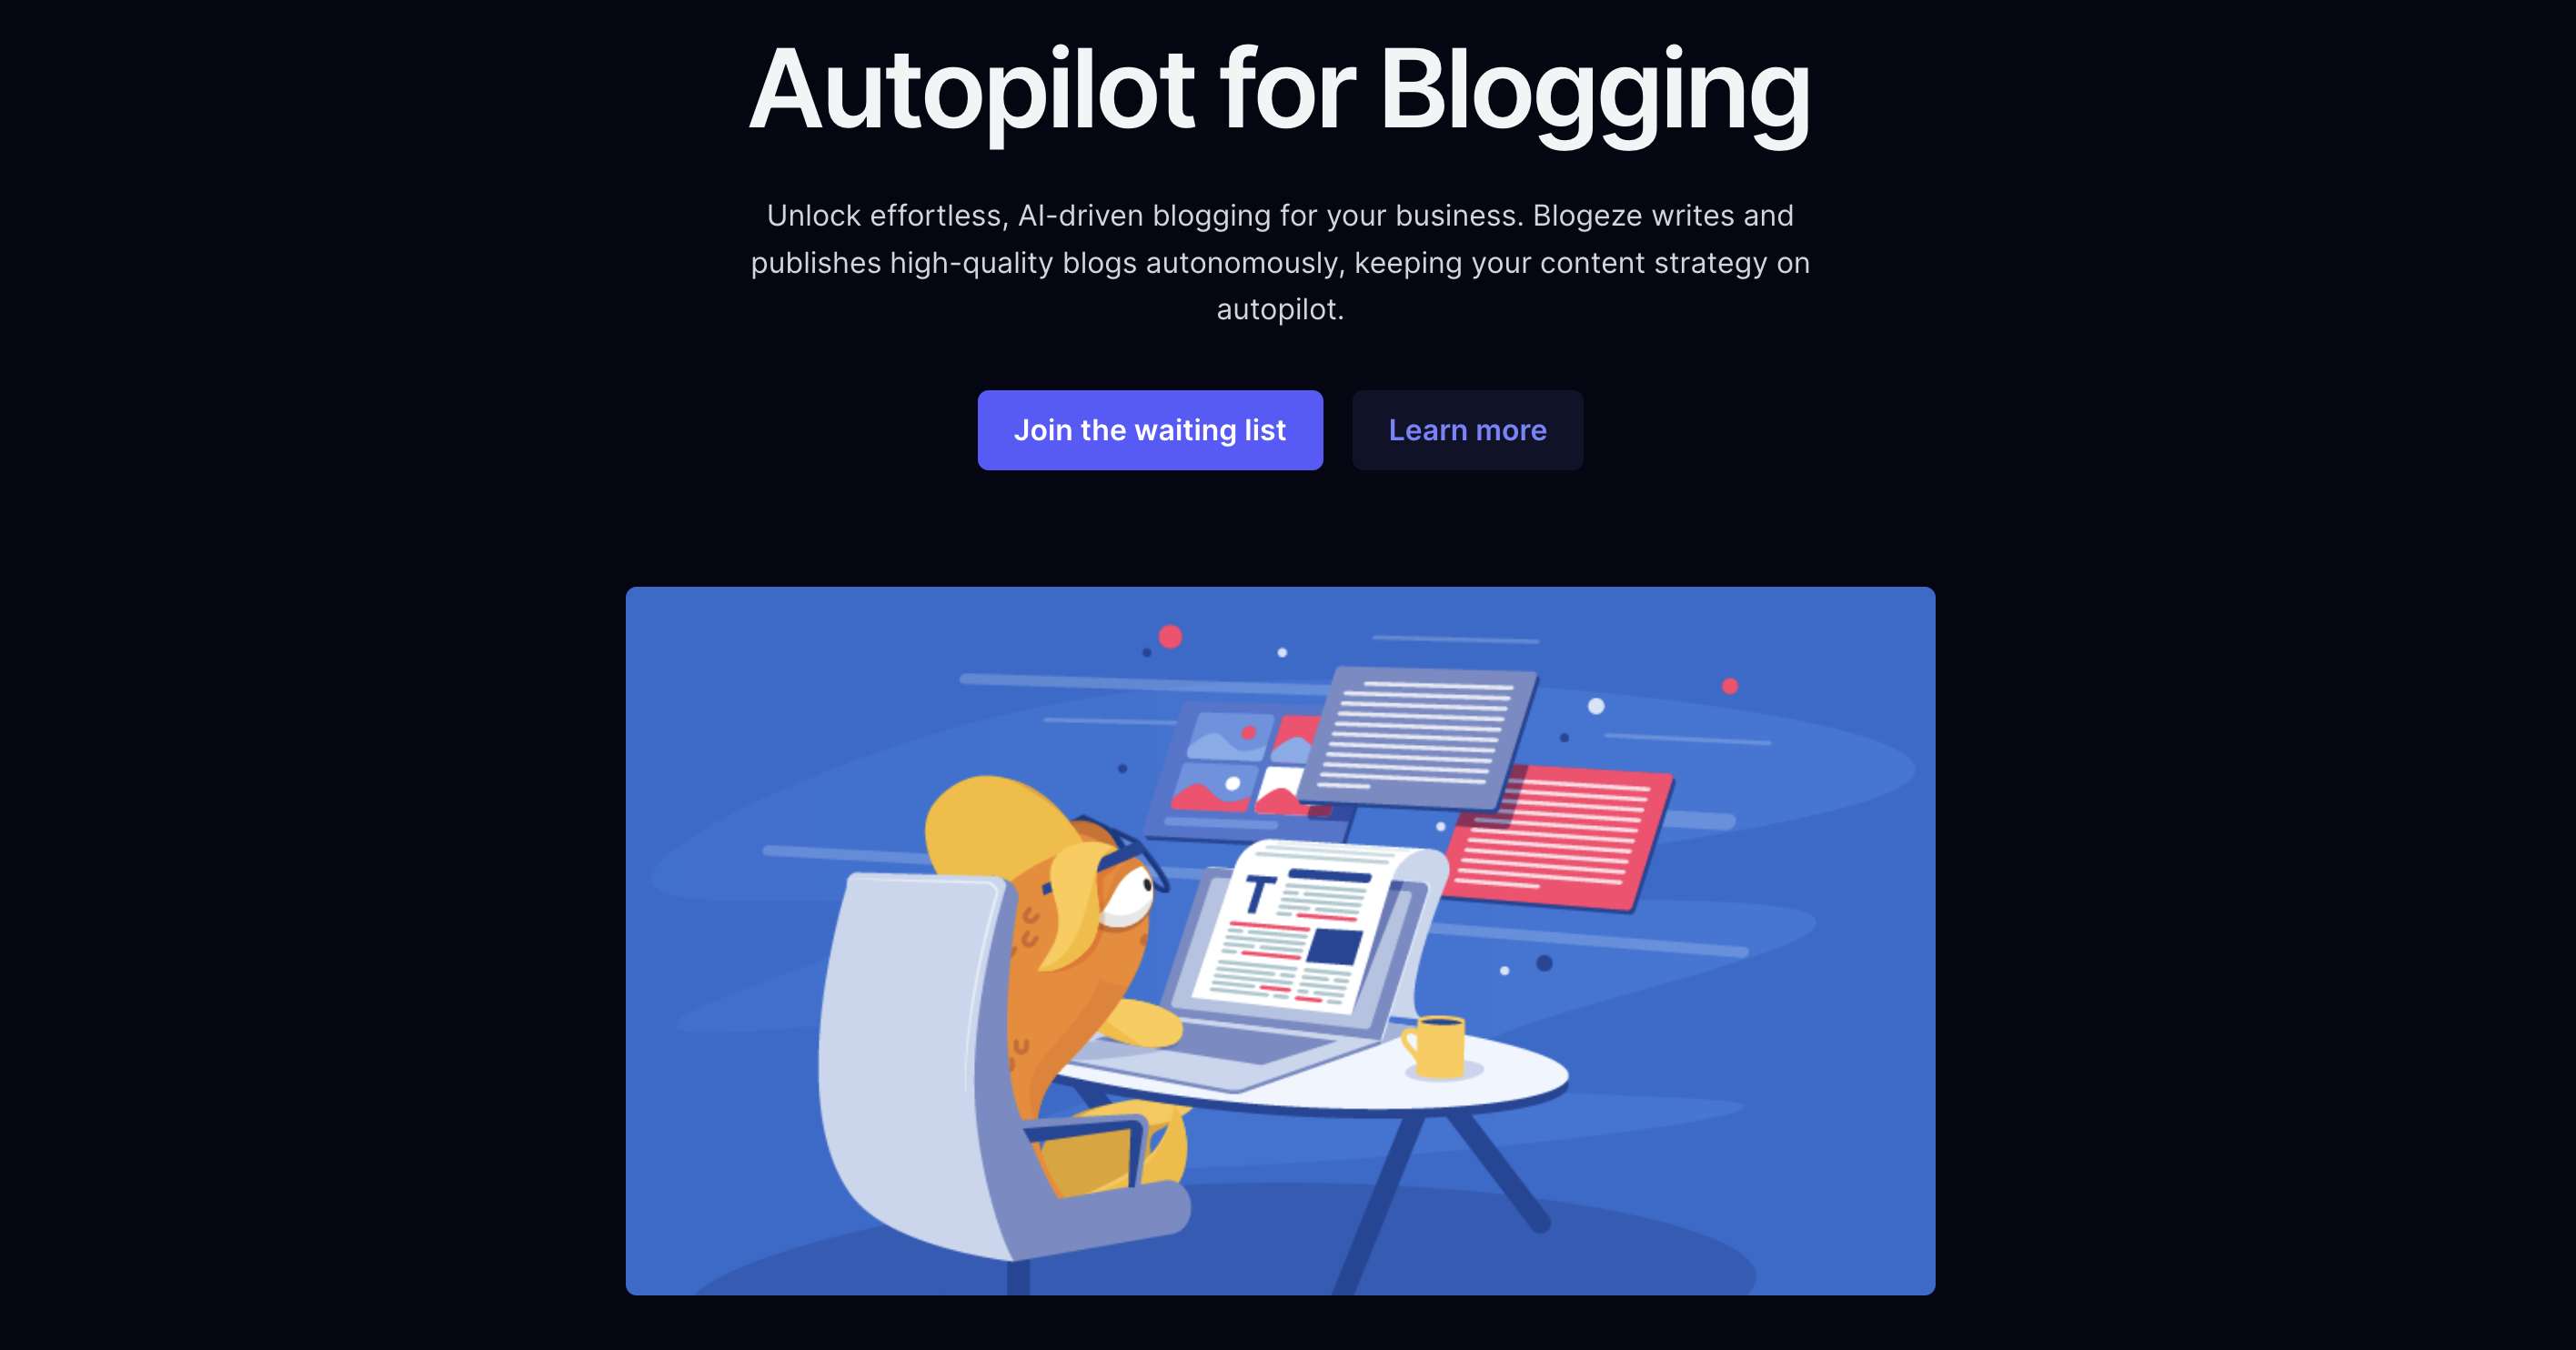 Autopilot for Blogging
Unlock effortless, AI-driven blogging for your business. Blogeze writes and
publishes high-quality blogs autonomously, keeping your content strategy on
autopilot.
Join the waiting list
Learn more
T